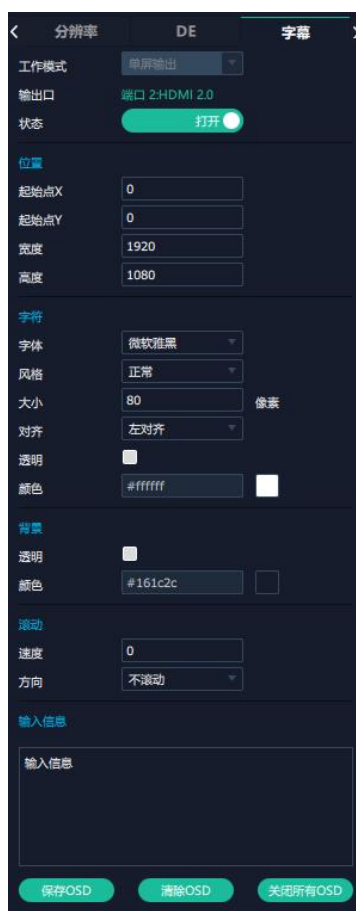 分辨率 DE 字幕
工作模式 单屏输出
输出口 端口 2:HDMI 2.0
状态 打开
位置
起始点X 0
起始点Y 0
宽度 1920
高度 1080
字符
字体 微软雅黑
风格 正常
大小 80 像素
对齐 左对齐
透明
颜色 #ffffff
背景
透明
颜色 #161c2c
滚动
速度 0
方向 不滚动
输入信息
输入信息
保存OSD 清除OSD 关闭所有OSD